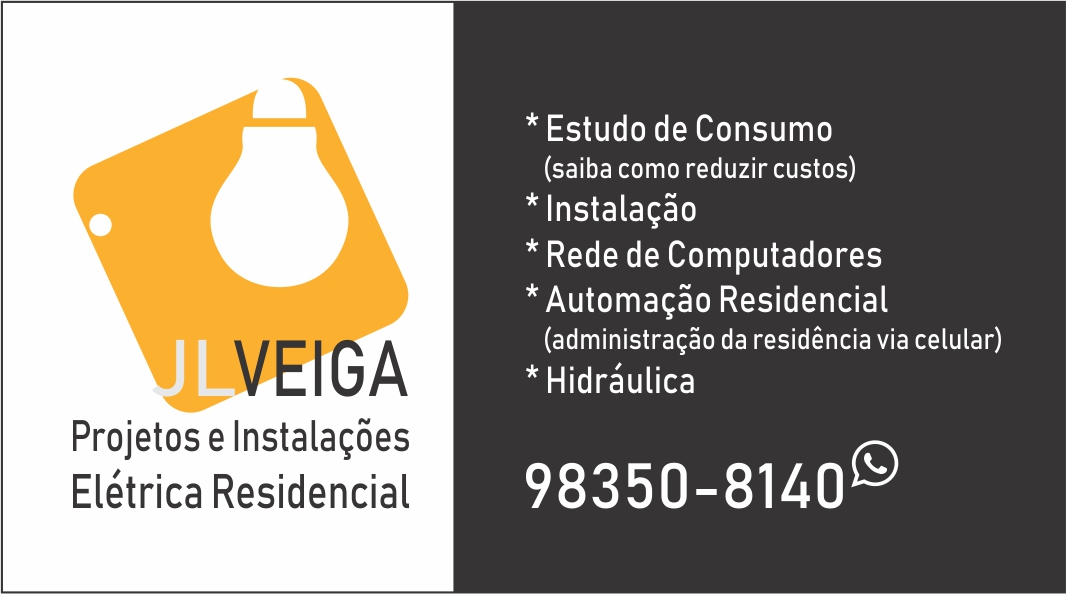 JLVEIGA
Projetos e Instalações
Elétrica Residencial
* Estudo de Consumo
(saiba como reduzir custos)
* Instalação
* Rede de Computadores
* Automação Residencial
(administração da residência via celular)
* Hidráulica
98350-8140